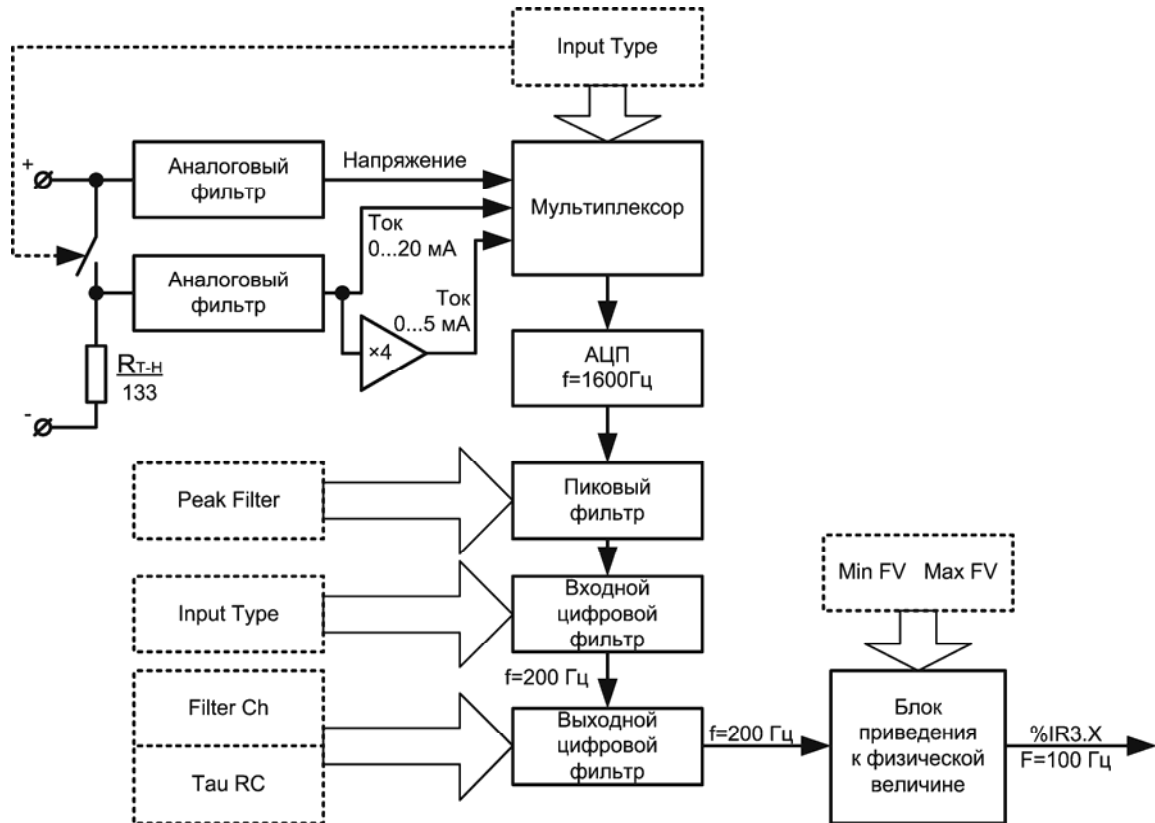 Input Type
+
Аналоговый
фильтр
Напряжение
Мультиплексор
Ток
0...20 мА
Аналоговый
фильтр
Ток
0...5 мА
×4
RТ-Н
133
-
АЦП
f=1600Гц
Peak Filter
Пиковый
фильтр
Min FV Max FV
Input Type
Входной
цифровой
фильтр
f=200 Гц
Filter Ch
Tau RC
Выходной
цифровой
фильтр
f=200 Гц
Блок
приведения
к физической
величине
%IR3.X
F=100 Гц